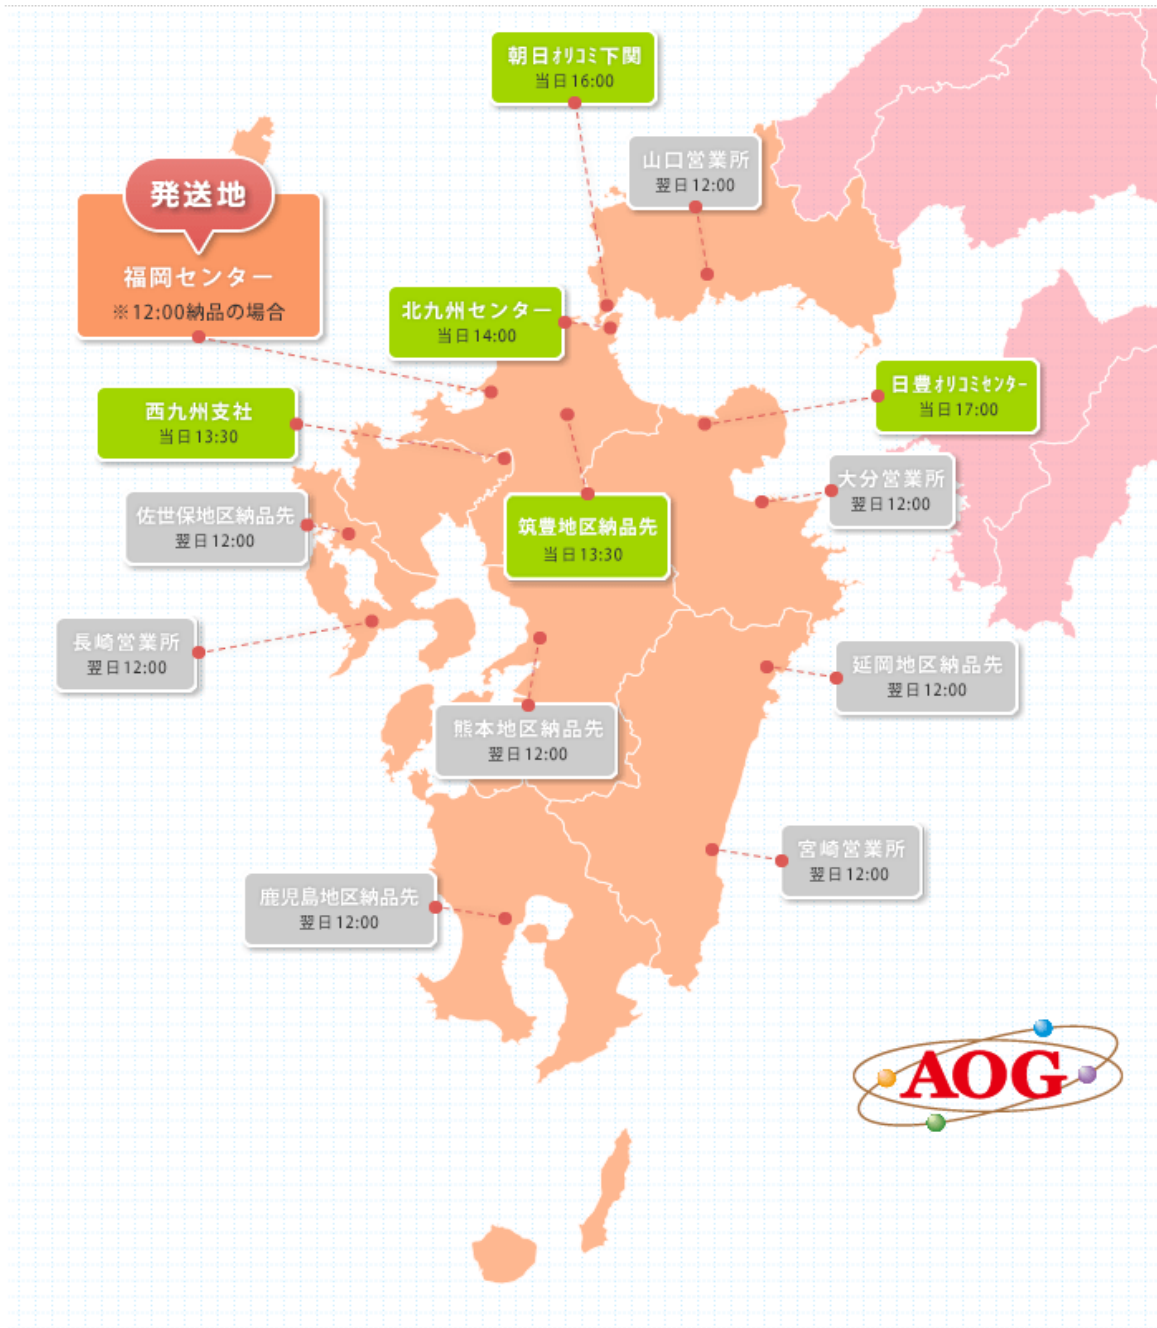 朝日ｵﾘｺﾐ下関
当日16:00
山口営業所
翌日12:00
発送地
福岡センター
※12:00納品の場合
北九州センター
当日14:00
日豊ｵﾘｺﾐｾﾝﾀｰ
当日17:00
西九州支社
当日13:30
大分営業所
翌日12:00
佐世保地区納品先
翌日12:00
筑豊地区納品先
当日13:30
長崎営業所
翌日12:00
延岡地区納品先
翌日12:00
熊本地区納品先
翌日12:00
宮崎営業所
翌日12:00
鹿児島地区納品先
翌日12:00
AOG